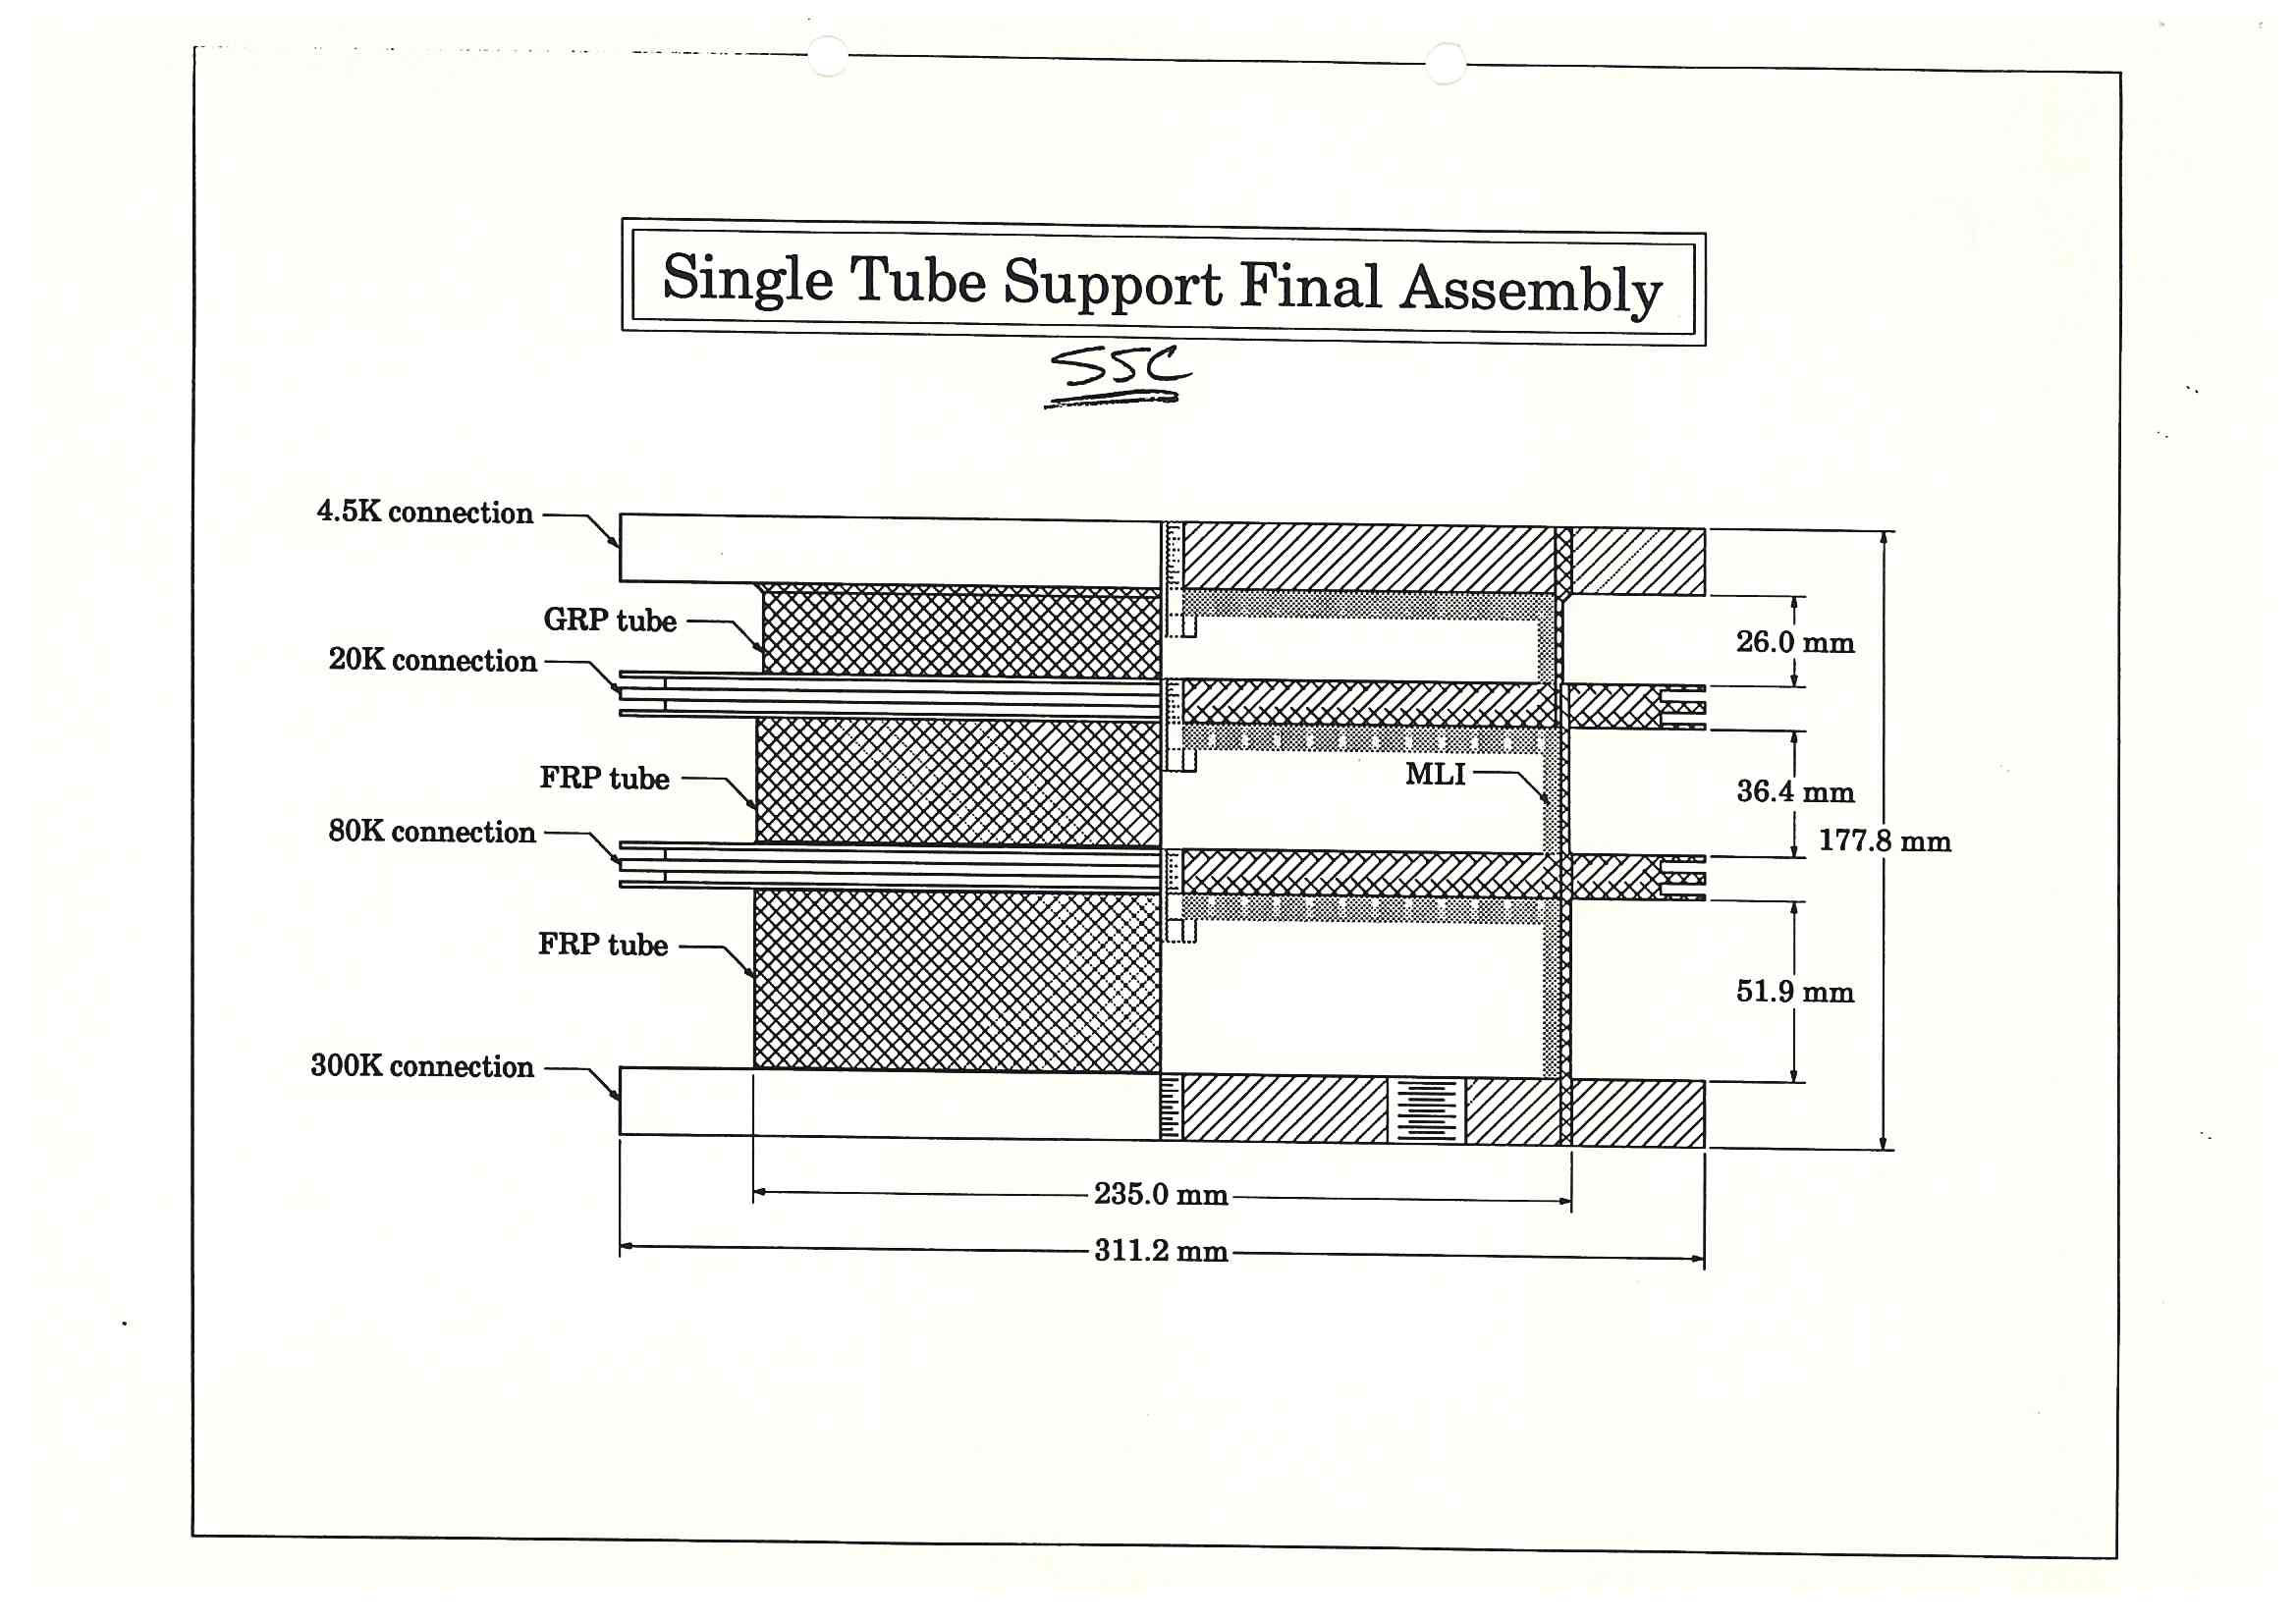 Single Tube Support Final Assembly
SSC
4.5K connection
GRP tube
20K connection
FRP tube
80K connection
FRP tube
300K connection
MLI
26.0 mm
36.4 mm
177.8 mm
51.9 mm
235.0 mm
311.2 mm